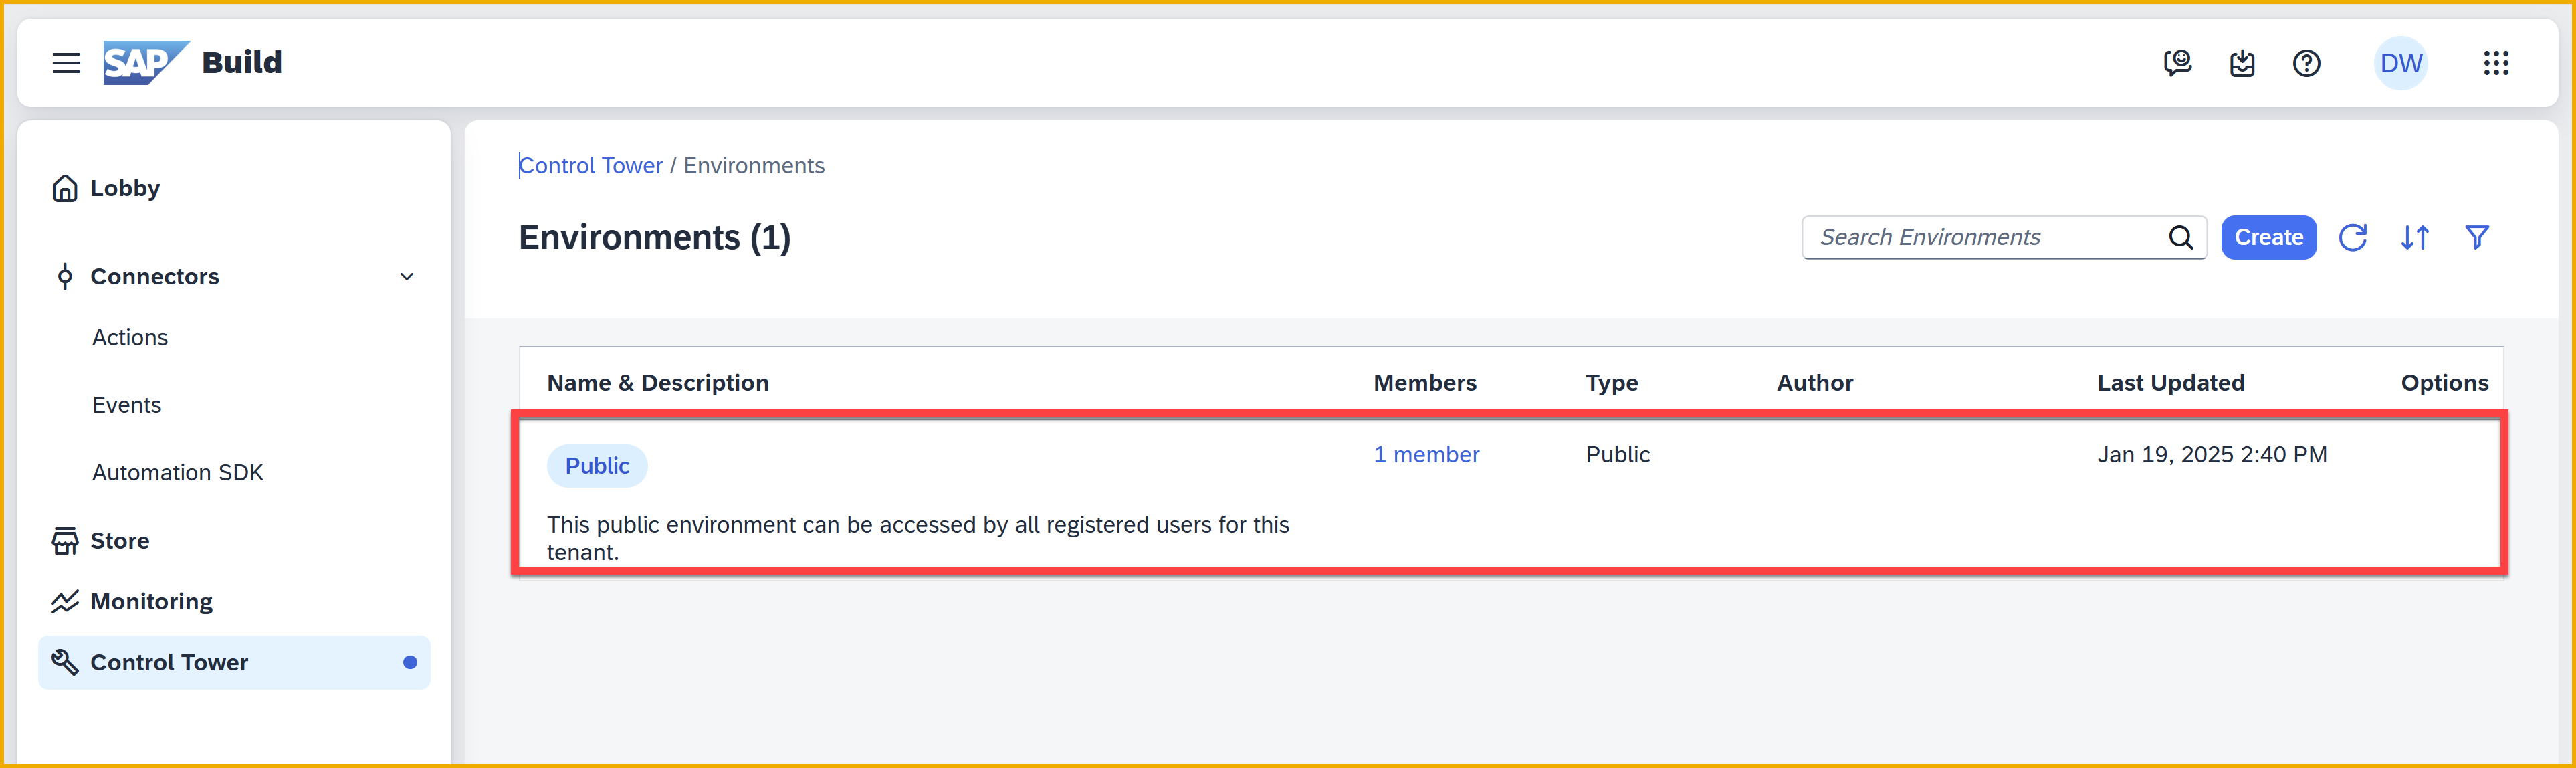 SAP Build
DW
Lobby
Connectors
Actions
Events
Automation SDK
Store
Monitoring
Control Tower
Control Tower / Environments
Environments (1)
Search Environments
Create
Name & Description Members Type Author Last Updated Options
Public 1 member Public Jan 19, 2025 2:40 PM
This public environment can be accessed by all registered users for this
tenant.